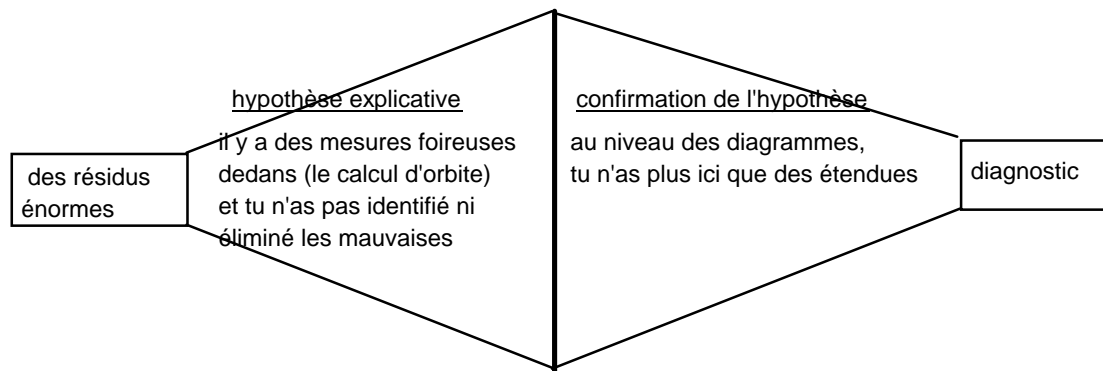 des résidus
énormes
hypothèse explicative
il y a des mesures foireuses
dedans (le calcul d'orbite)
et tu n'as pas identifié ni
éliminé les mauvaises
confirmation de l'hypothèse
au niveau des diagrammes,
tu n'as plus ici que des étendues
diagnostic